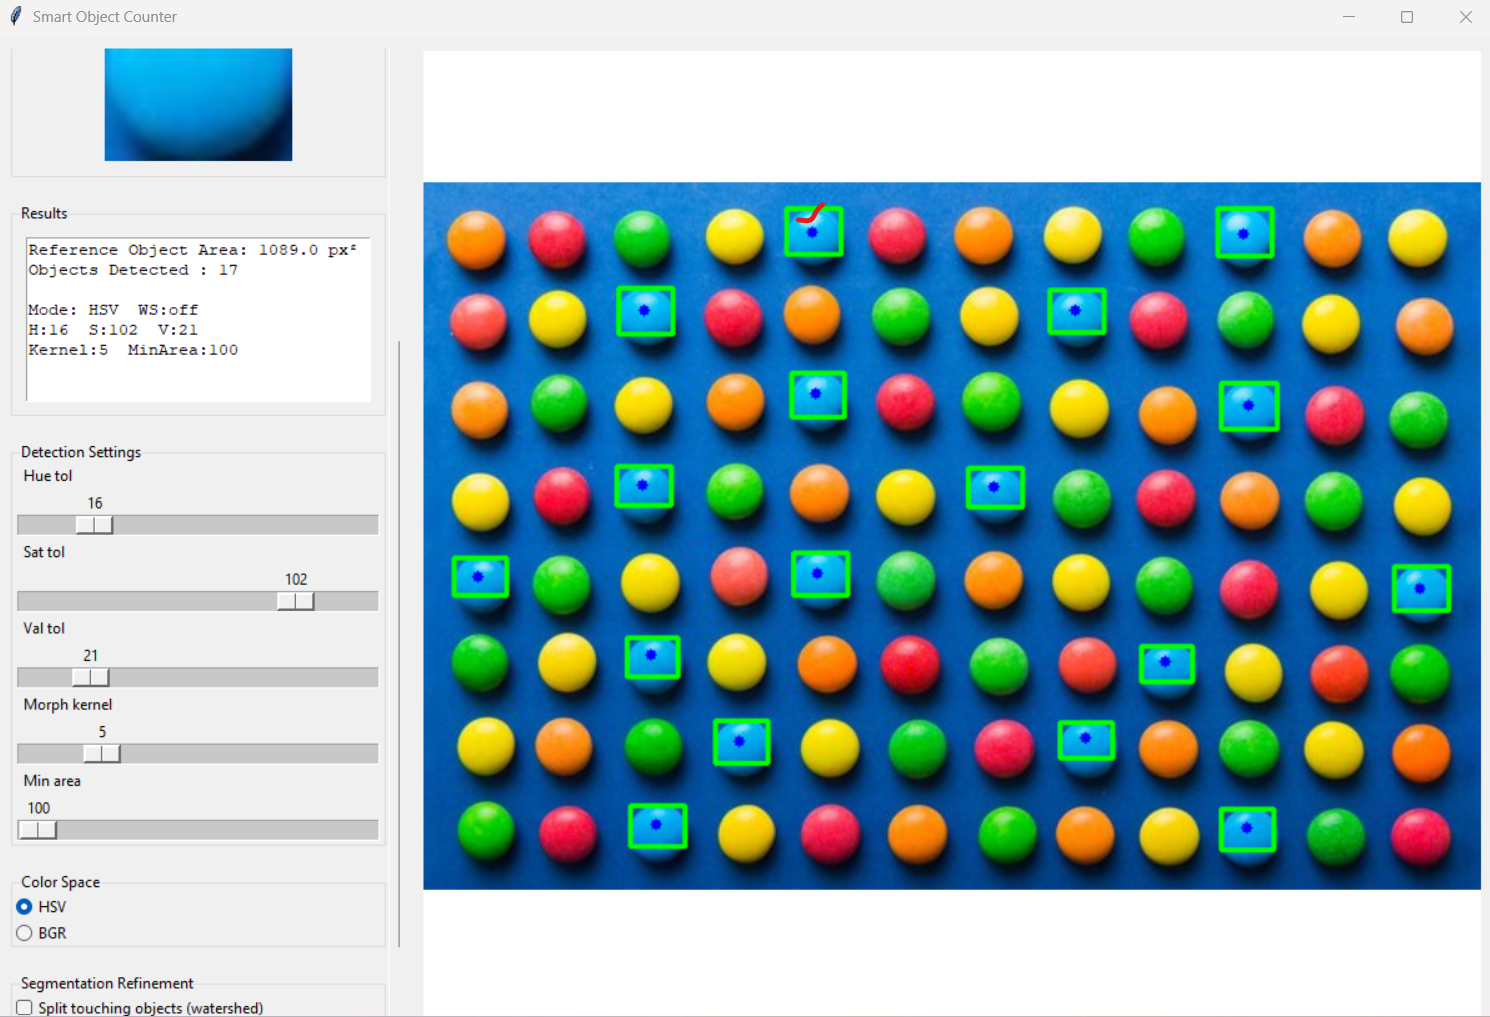 Smart Object Counter
Results
Reference Object Area: 1089.0 px²
Objects Detected : 17
Mode: HSV  WS:off
H:16  S:102  V:21
Kernel:5  MinArea:100
Detection Settings
Hue tol
16
Sat tol
102
Val tol
21
Morph kernel
5
Min area
100
Color Space
HSV
BGR
Segmentation Refinement
Split touching objects (watershed)